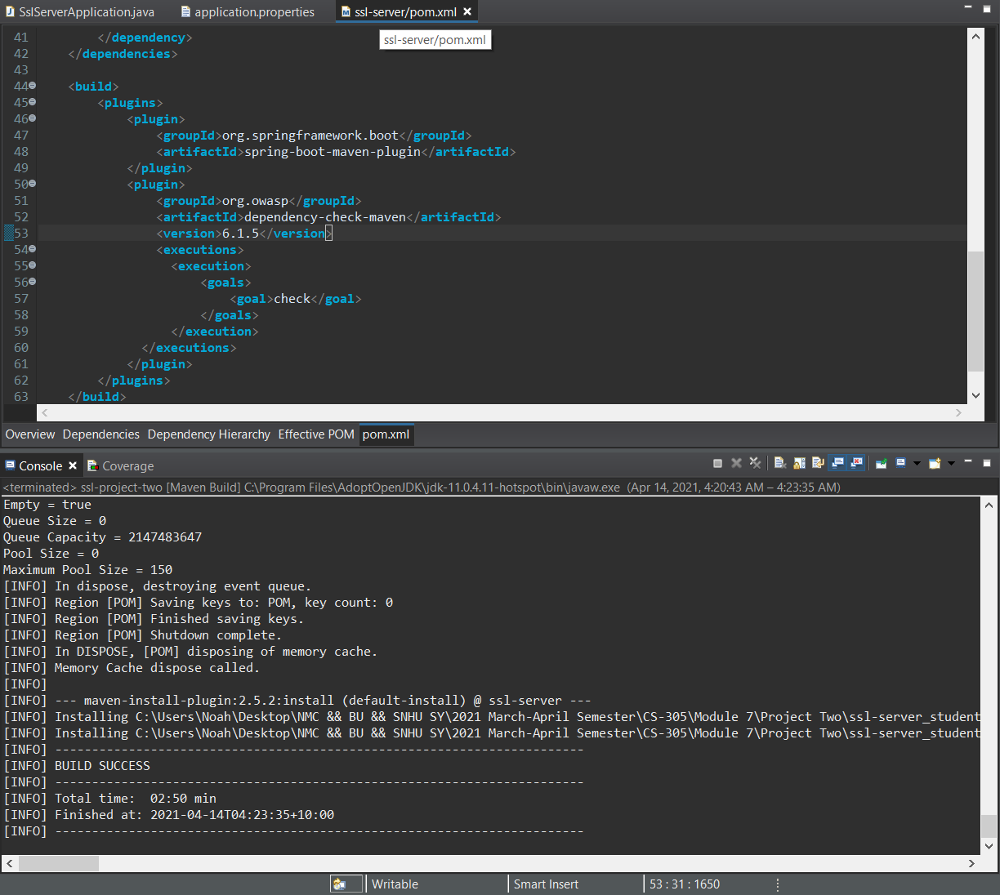 SslServerApplication.java application.properties ssl-server/pom.xml
ssl-server/pom.xml
41 </dependency>
42 </dependencies>
43
44 <build>
45 <plugins>
46 <plugin>
47 <groupId>org.springframework.boot</groupId>
48 <artifactId>spring-boot-maven-plugin</artifactId>
49 </plugin>
50 <plugin>
51 <groupId>org.owasp</groupId>
52 <artifactId>dependency-check-maven</artifactId>
53 <version>6.1.5</version>
54 <executions>
55 <execution>
56 <goals>
57 <goal>check</goal>
58 </goals>
59 </execution>
60 </executions>
61 </plugin>
62 </plugins>
63 </build>
Overview Dependencies Dependency Hierarchy Effective POM pom.xml
Console Coverage
<terminated> ssl-project-two [Maven Build] C:\Program Files\AdoptOpenJDK\jdk-11.0.4.11-hotspot\bin\javaw.exe (Apr 14, 2021, 4:20:43 AM – 4:23:35 AM)
Empty = true
Queue Size = 0
Queue Capacity = 2147483647
Pool Size = 0
Maximum Pool Size = 150
[INFO] In dispose, destroying event queue.
[INFO] Region [POM] Saving keys to: POM, key count: 0
[INFO] Region [POM] Finished saving keys.
[INFO] Region [POM] Shutdown complete.
[INFO] In DISPOSE, [POM] disposing of memory cache.
[INFO] Memory Cache dispose called.
[INFO]
[INFO] --- maven-install-plugin:2.5.2:install (default-install) @ ssl-server ---
[INFO] Installing C:\Users\Noah\Desktop\NMC && BU && SNHU SY\2021 March-April Semester\CS-305\Module 7\Project Two\ssl-server_student
[INFO] Installing C:\Users\Noah\Desktop\NMC && BU && SNHU SY\2021 March-April Semester\CS-305\Module 7\Project Two\ssl-server_student
[INFO] ------------------------------------------------------------------------
[INFO] BUILD SUCCESS
[INFO] ------------------------------------------------------------------------
[INFO] Total time:  02:50 min
[INFO] Finished at: 2021-04-14T04:23:35+10:00
[INFO] ------------------------------------------------------------------------
Writable Smart Insert 53 : 31 : 1650